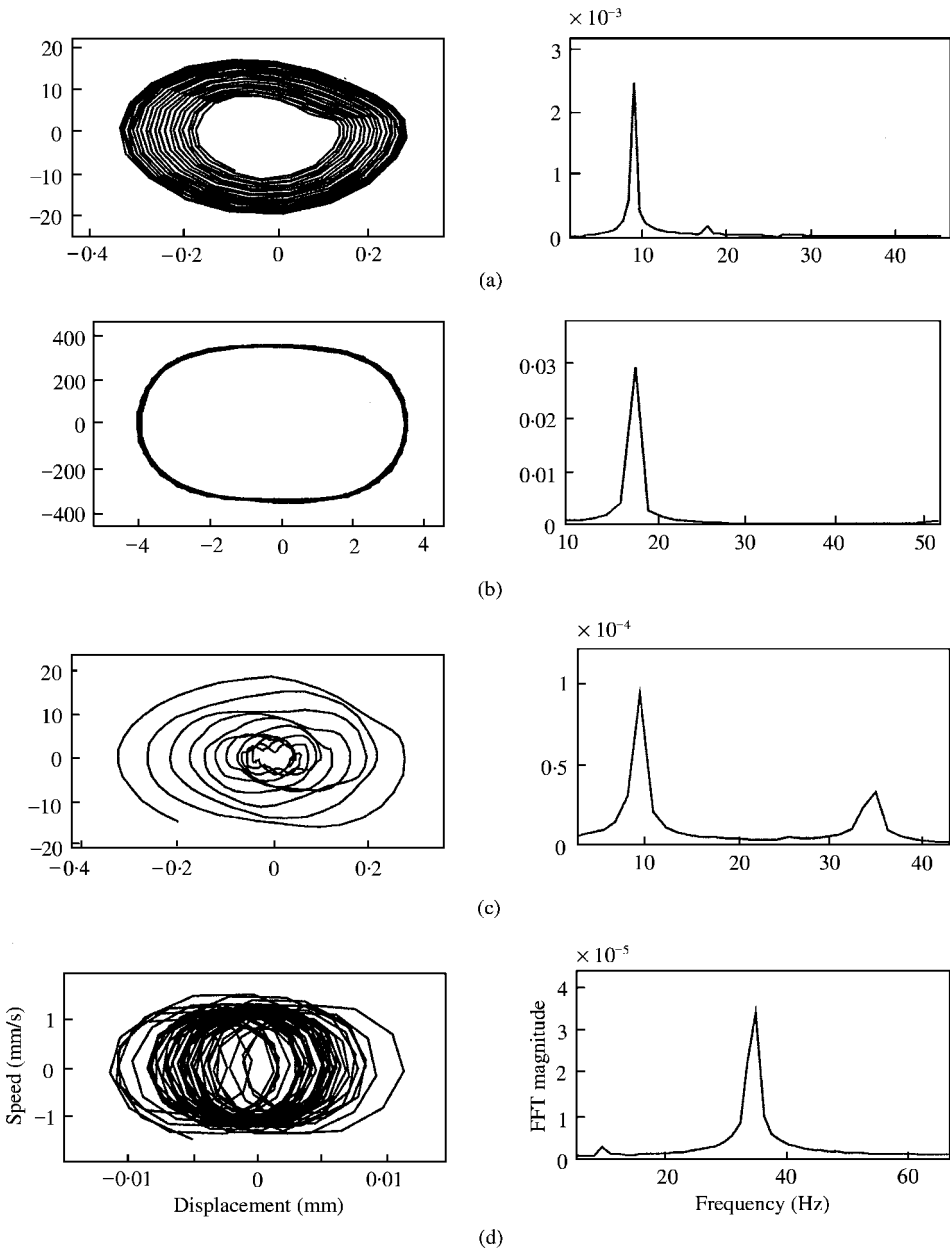 × 10⁻³
20
10
0
−10
−20
−0·4 −0·2 0 0·2
3
2
1
0
10 20 30 40
(a)
400
200
0
−200
−400
−4 −2 0 2 4
0·03
0·02
0·01
0
10 20 30 40 50
(b)
× 10⁻⁴
20
10
0
−10
−20
−0·4 −0·2 0 0·2
1
0·5
0
10 20 30 40
(c)
× 10⁻⁵
Speed (mm/s)
1
0
−1
−0·01 0 0·01
Displacement (mm)
FFT magnitude
4
3
2
1
0
20 40 60
Frequency (Hz)
(d)